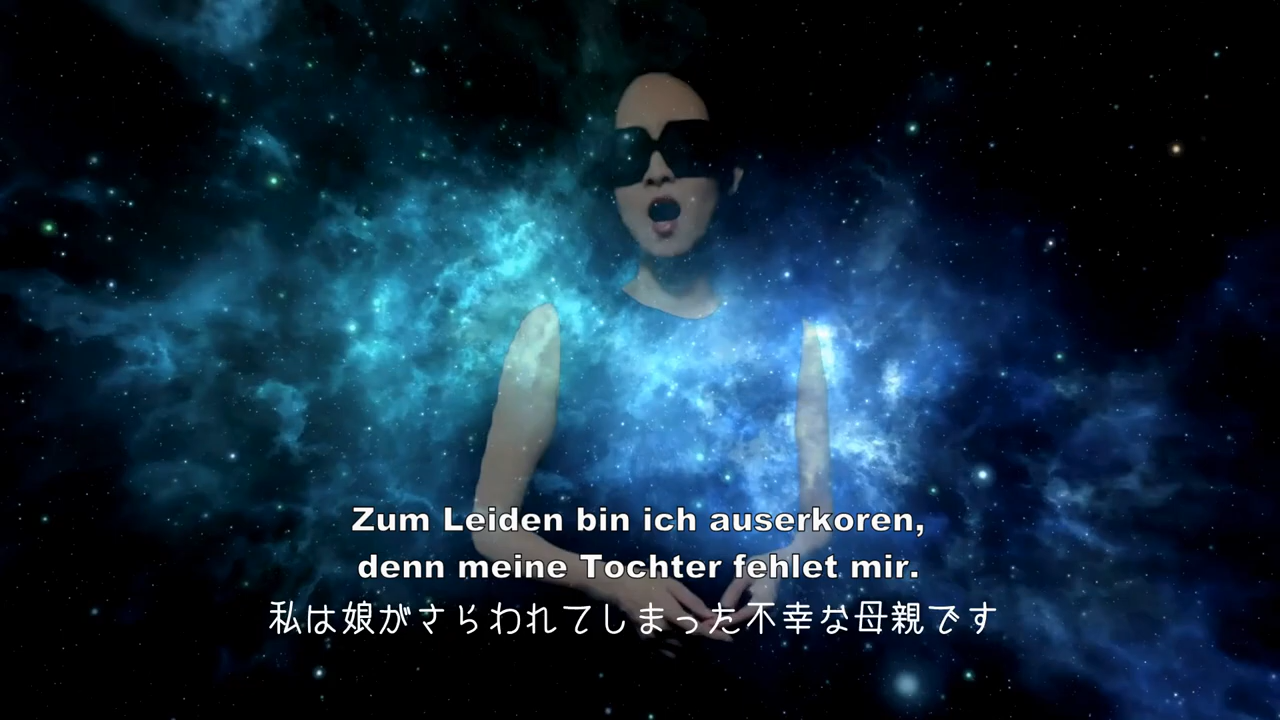 Zum Leiden bin ich auserkoren,
denn meine Tochter fehlet mir.
私は娘がさらわれてしまった不幸な母親です